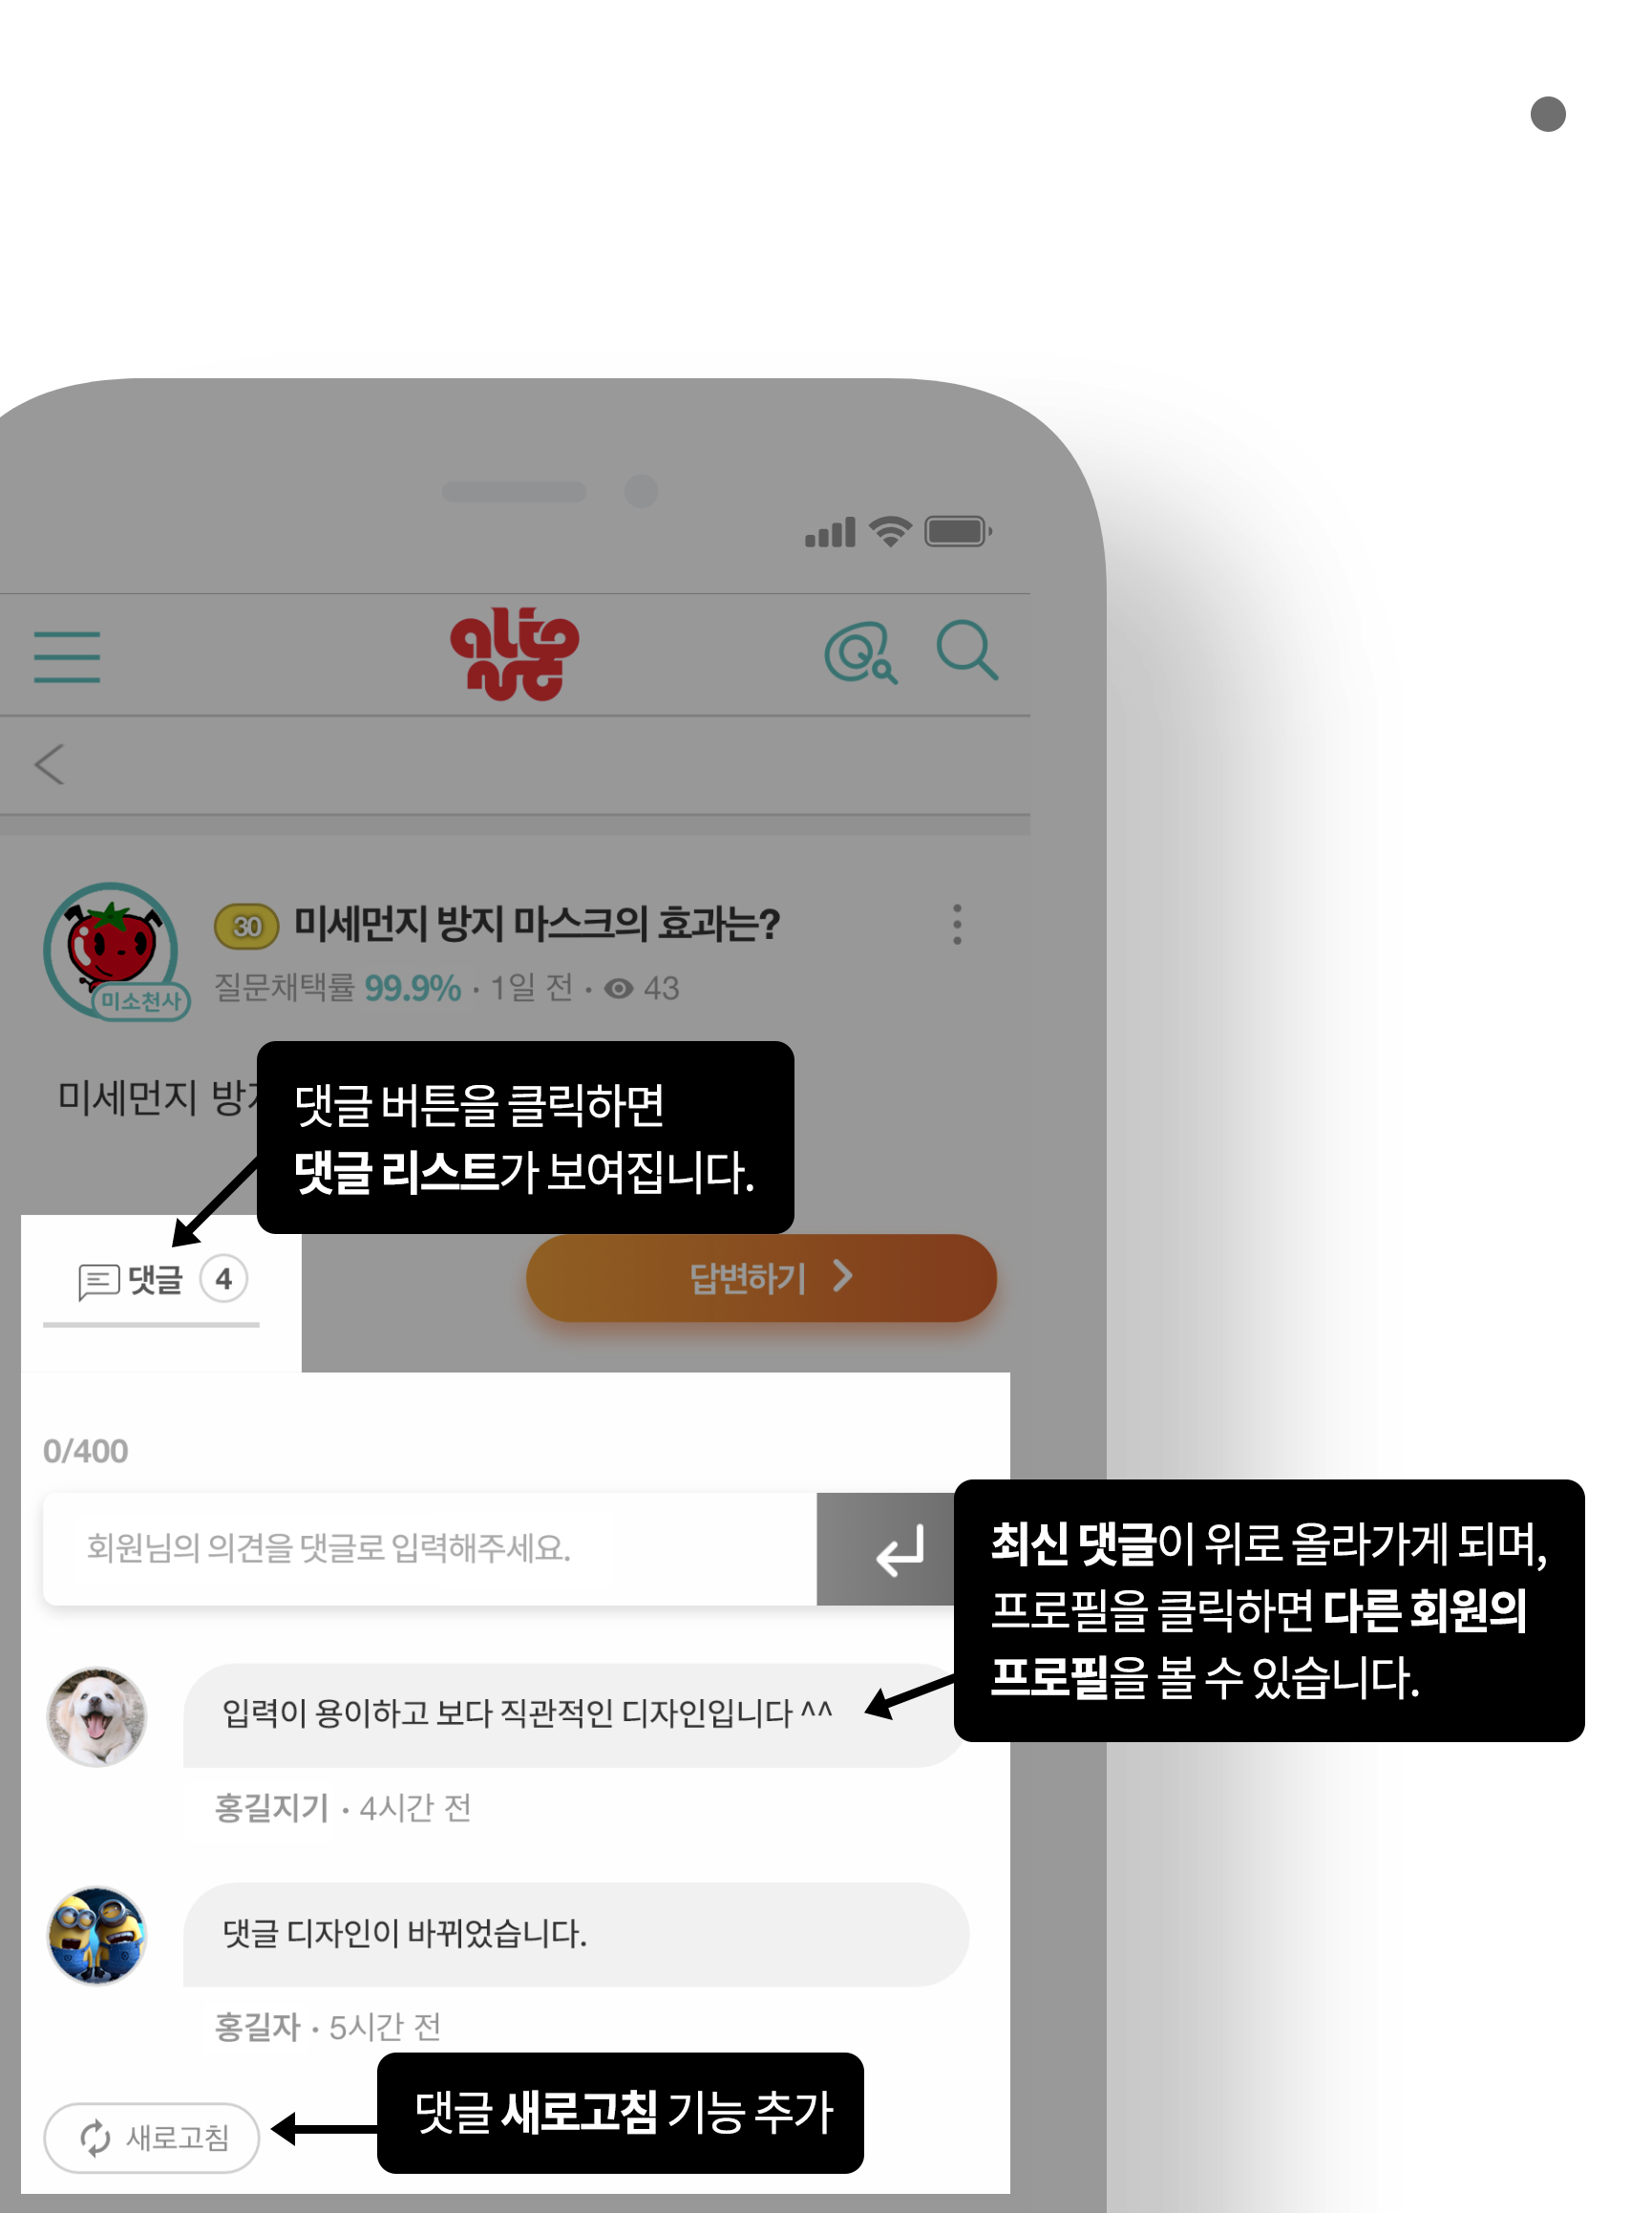 30 미세먼지 방지 마스크의 효과는?
질문채택률 99.9% · 1일 전 · 43
미소천사
미세먼지
댓글 버튼을 클릭하면
댓글 리스트가 보여집니다.
댓글 4
답변하기
0/400
회원님의 의견을 댓글로 입력해주세요.
최신 댓글이 위로 올라가게 되며,
프로필을 클릭하면 다른 회원의
프로필을 볼 수 있습니다.
입력이 용이하고 보다 직관적인 디자인입니다 ^^
홍길지기 · 4시간 전
댓글 디자인이 바뀌었습니다.
홍길자 · 5시간 전
댓글 새로고침 기능 추가
새로고침